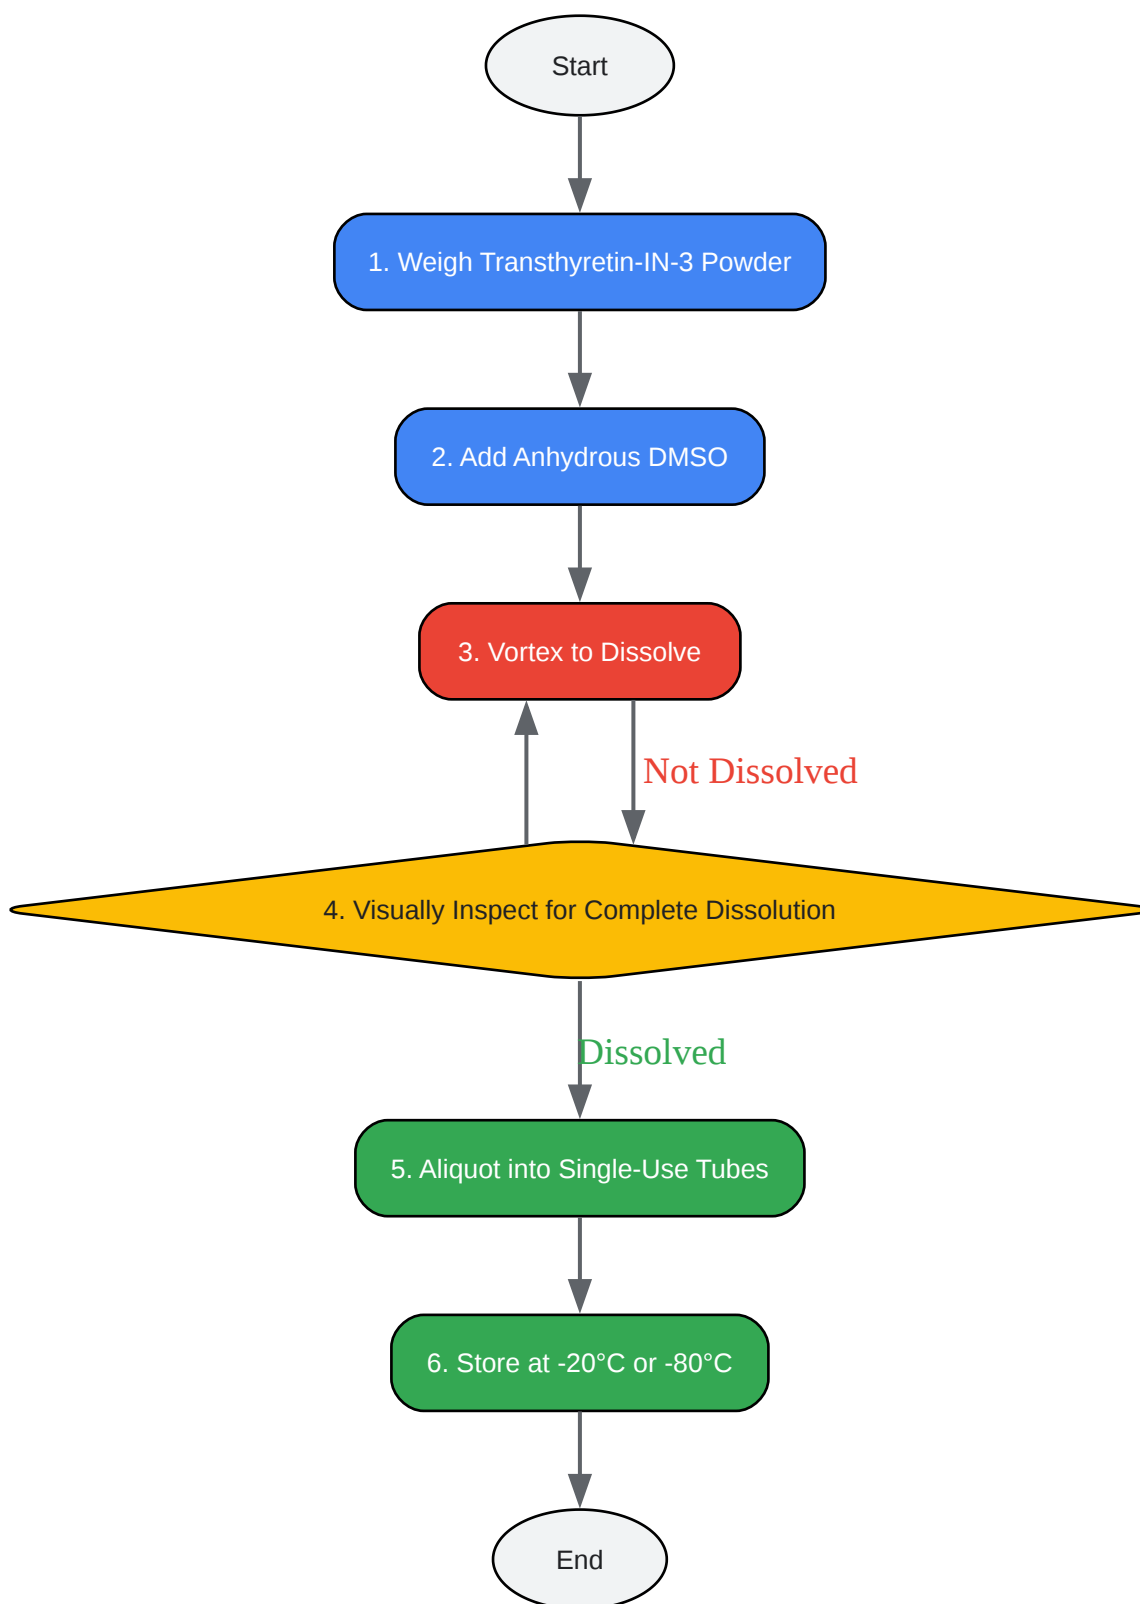 Start
1. Weigh Transthyretin-IN-3 Powder
2. Add Anhydrous DMSO
3. Vortex to Dissolve
Not Dissolved
4. Visually Inspect for Complete Dissolution
Dissolved
5. Aliquot into Single-Use Tubes
6. Store at -20°C or -80°C
End